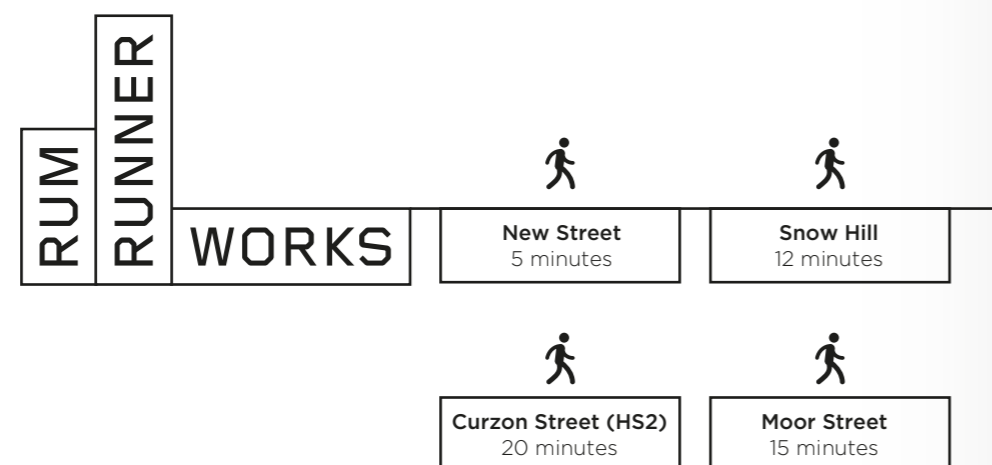 RUM
RUNNER
WORKS
New Street
5 minutes
Snow Hill
12 minutes
Curzon Street (HS2)
20 minutes
Moor Street
15 minutes